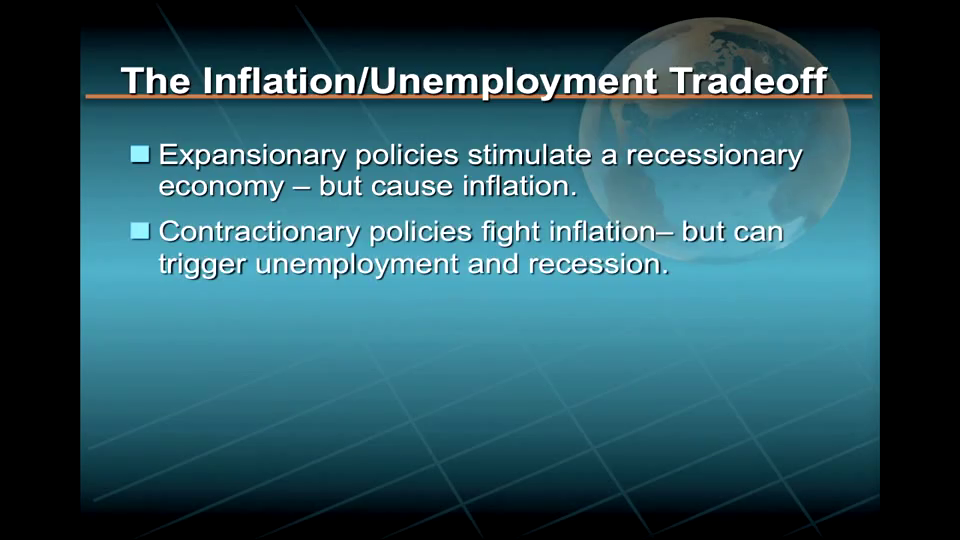 The Inflation/Unemployment Tradeoff
Expansionary policies stimulate a recessionary
economy – but cause inflation.
Contractionary policies fight inflation– but can
trigger unemployment and recession.